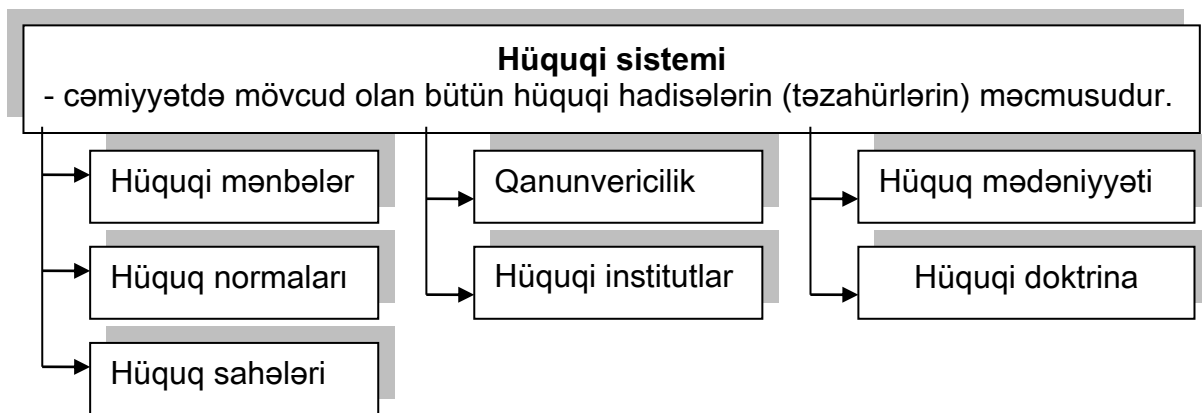 Hüquqi sistemi
- cəmiyyətdə mövcud olan bütün hüquqi hadisələrin (təzahürlərin) məcmusudur.
Hüquqi mənbələr
Qanunvericilik
Hüquq mədəniyyəti
Hüquq normaları
Hüquqi institutlar
Hüquqi doktrina
Hüquq sahələri